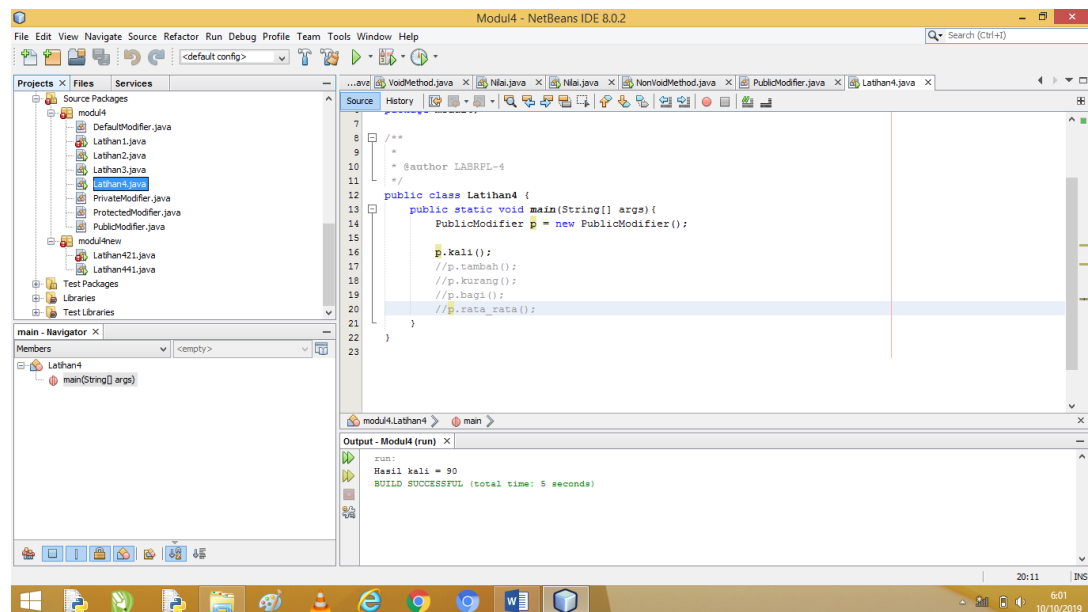 Modul4 - NetBeans IDE 8.0.2
File Edit View Navigate Source Refactor Run Debug Profile Team Tools Window Help
Search (Ctrl+I)
<default config>
Projects Files Services
Source Packages
modul4
DefaultModifier.java
Latihan1.java
Latihan2.java
Latihan3.java
Latihan4.java
PrivateModifier.java
ProtectedModifier.java
PublicModifier.java
modul4new
Latihan421.java
Latihan441.java
Test Packages
Libraries
Test Libraries
main - Navigator
Members <empty>
Latihan4
main(String[] args)
...ava VoidMethod.java Nilai.java Nilai.java NonVoidMethod.java PublicModifier.java Latihan4.java
Source History
7
8 /**
9 *
10 * @author LABRPL-4
11 */
12 public class Latihan4 {
13 public static void main(String[] args){
14 PublicModifier p = new PublicModifier();
15
16 p.kali();
17 //p.tambah();
18 //p.kurang();
19 //p.bagi();
20 //p.rata_rata();
21 }
22 }
23
modul4.Latihan4 main
Output - Modul4 (run)
run:
Hasil kali = 90
BUILD SUCCESSFUL (total time: 5 seconds)
20:11 INS
6:01
10/10/2019